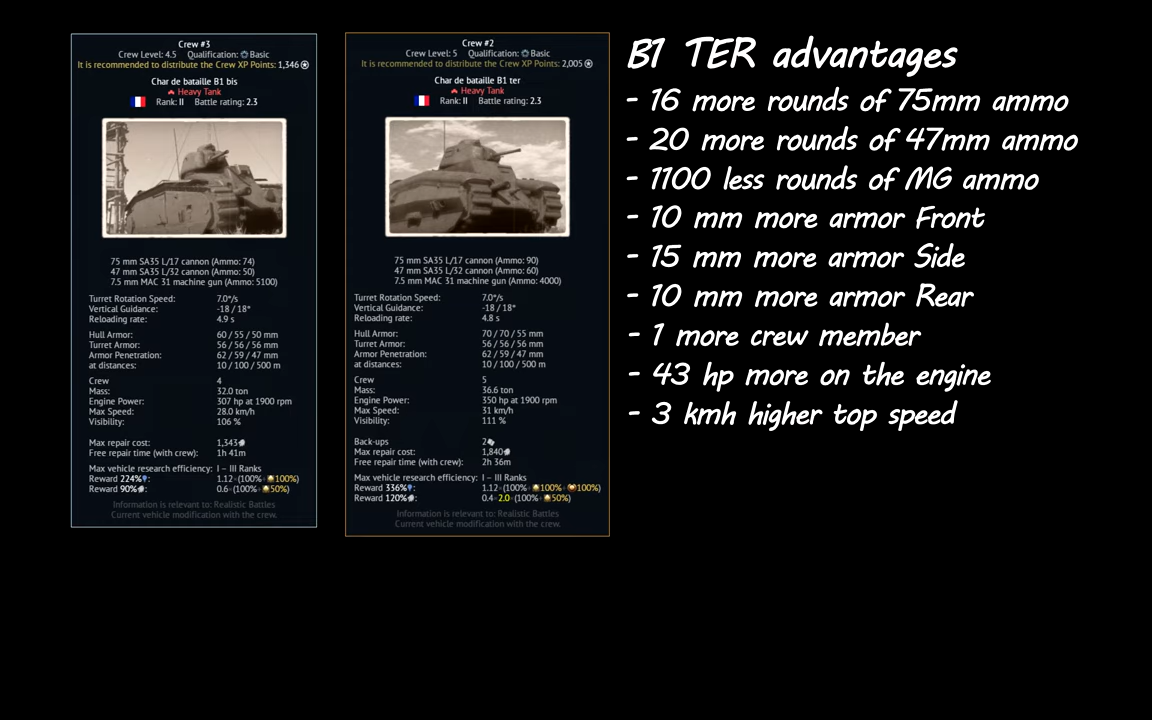 Crew #3
Crew Level: 4.5 Qualification: Basic
It is recommended to distribute the Crew XP Points: 1,346
Char de bataille B1 bis
Heavy Tank
Rank: II Battle rating: 2.3
75 mm SA35 L/17 cannon (Ammo: 74)
47 mm SA35 L/32 cannon (Ammo: 50)
7.5 mm MAC 31 machine gun (Ammo: 5100)
Turret Rotation Speed: 7.0°/s
Vertical Guidance: -18 / 18°
Reloading rate: 4.9 s
Hull Armor: 60 / 55 / 50 mm
Turret Armor: 56 / 56 / 56 mm
Armor Penetration: 62 / 59 / 47 mm
at distances: 10 / 100 / 500 m
Crew 4
Mass: 32.0 ton
Engine Power: 307 hp at 1900 rpm
Max Speed: 28.0 km/h
Visibility: 106 %
Max repair cost: 1,343
Free repair time (with crew): 1h 41m
Max vehicle research efficiency: I – III Ranks
Reward 224%: 1.12×(100%+100%)
Reward 90%: 0.6×(100%+50%)
Information is relevant to: Realistic Battles
Current vehicle modification with the crew.
Crew #2
Crew Level: 5 Qualification: Basic
It is recommended to distribute the Crew XP Points: 2,005
Char de bataille B1 ter
Heavy Tank
Rank: II Battle rating: 2.3
75 mm SA35 L/17 cannon (Ammo: 90)
47 mm SA35 L/32 cannon (Ammo: 60)
7.5 mm MAC 31 machine gun (Ammo: 4000)
Turret Rotation Speed: 7.0°/s
Vertical Guidance: -18 / 18°
Reloading rate: 4.8 s
Hull Armor: 70 / 70 / 55 mm
Turret Armor: 56 / 56 / 56 mm
Armor Penetration: 62 / 59 / 47 mm
at distances: 10 / 100 / 500 m
Crew 5
Mass: 36.6 ton
Engine Power: 350 hp at 1900 rpm
Max Speed: 31 km/h
Visibility: 111 %
Back-ups 2
Max repair cost: 1,840
Free repair time (with crew): 2h 36m
Max vehicle research efficiency: I – III Ranks
Reward 336%: 1.12×(100%+100%+100%)
Reward 120%: 0.4×2.0×(100%+50%)
Information is relevant to: Realistic Battles
Current vehicle modification with the crew.
B1 TER advantages
- 16 more rounds of 75mm ammo
- 20 more rounds of 47mm ammo
- 1100 less rounds of MG ammo
- 10 mm more armor Front
- 15 mm more armor Side
- 10 mm more armor Rear
- 1 more crew member
- 43 hp more on the engine
- 3 kmh higher top speed